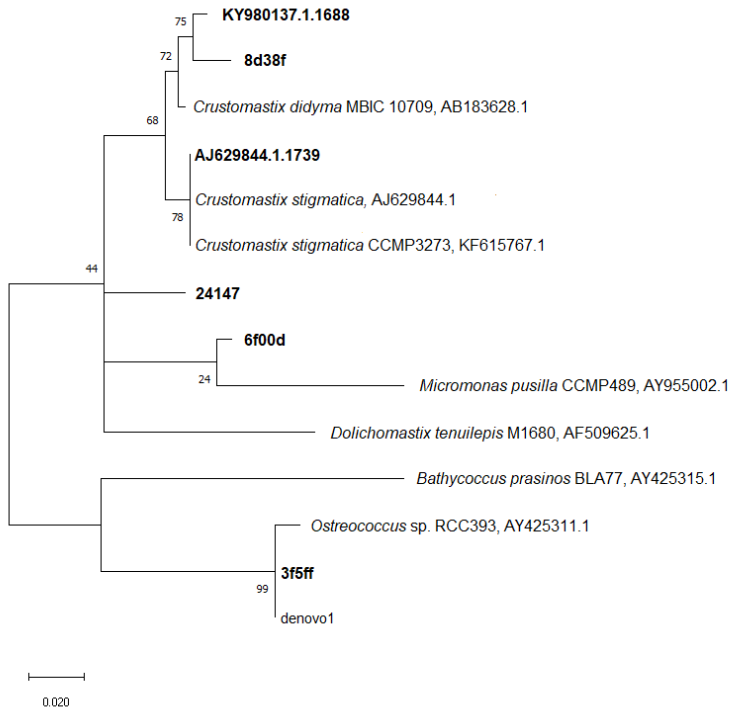 KY980137.1.1688
75
8d38f
72
Crustomastix didyma MBIC 10709, AB183628.1
68
AJ629844.1.1739
Crustomastix stigmatica, AJ629844.1
78
Crustomastix stigmatica CCMP3273, KF615767.1
44
24147
6f00d
24
Micromonas pusilla CCMP489, AY955002.1
Dolichomastix tenuilepis M1680, AF509625.1
Bathycoccus prasinos BLA77, AY425315.1
Ostreococcus sp. RCC393, AY425311.1
3f5ff
99
denovo1
0.020